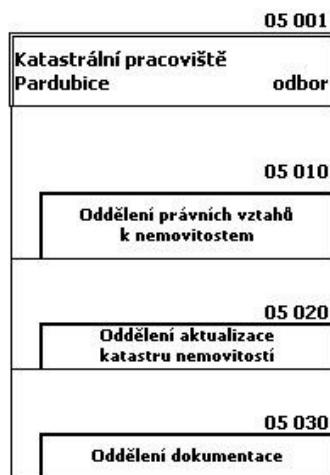 05 001
Katastrální pracoviště
Pardubice odbor
05 010
Oddělení právních vztahů
k nemovitostem
05 020
Oddělení aktualizace
katastru nemovitostí
05 030
Oddělení dokumentace